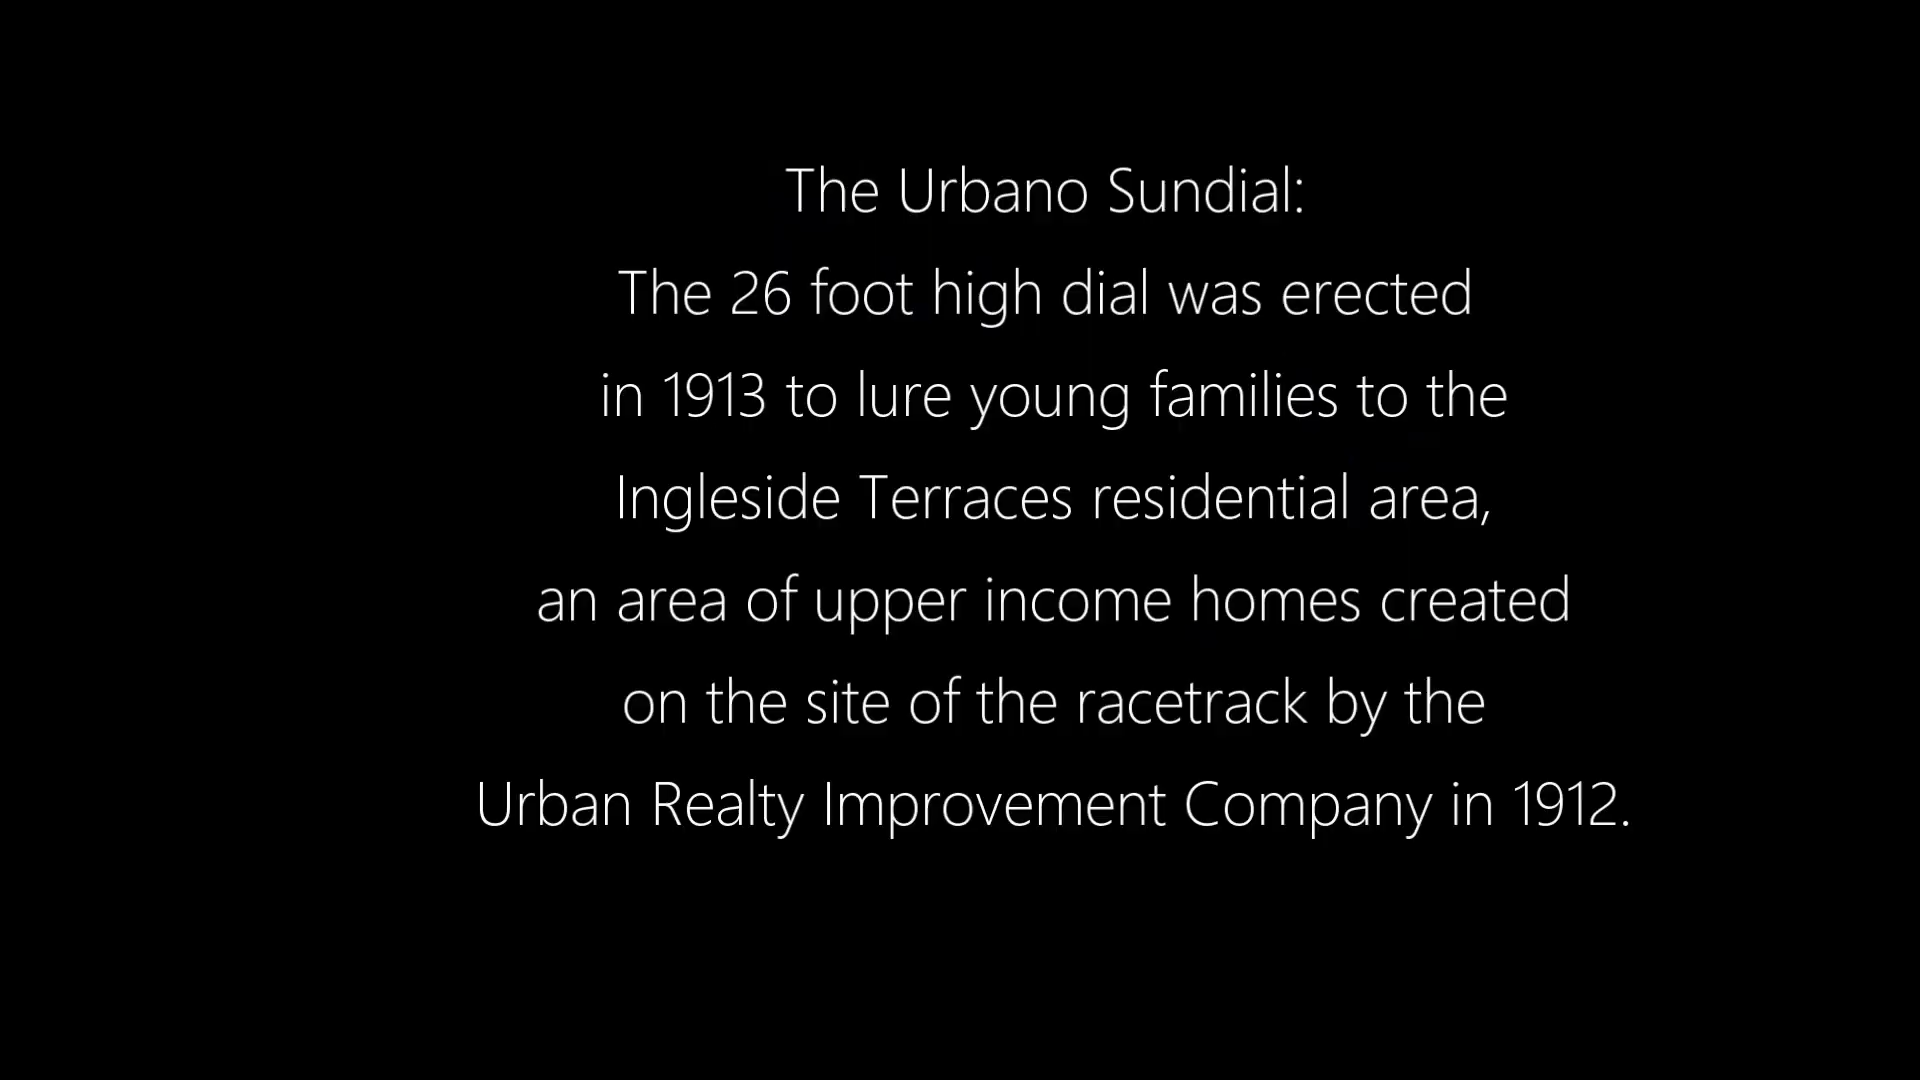 The Urbano Sundial:
The 26 foot high dial was erected
in 1913 to lure young families to the
Ingleside Terraces residential area,
an area of upper income homes created
on the site of the racetrack by the
Urban Realty Improvement Company in 1912.